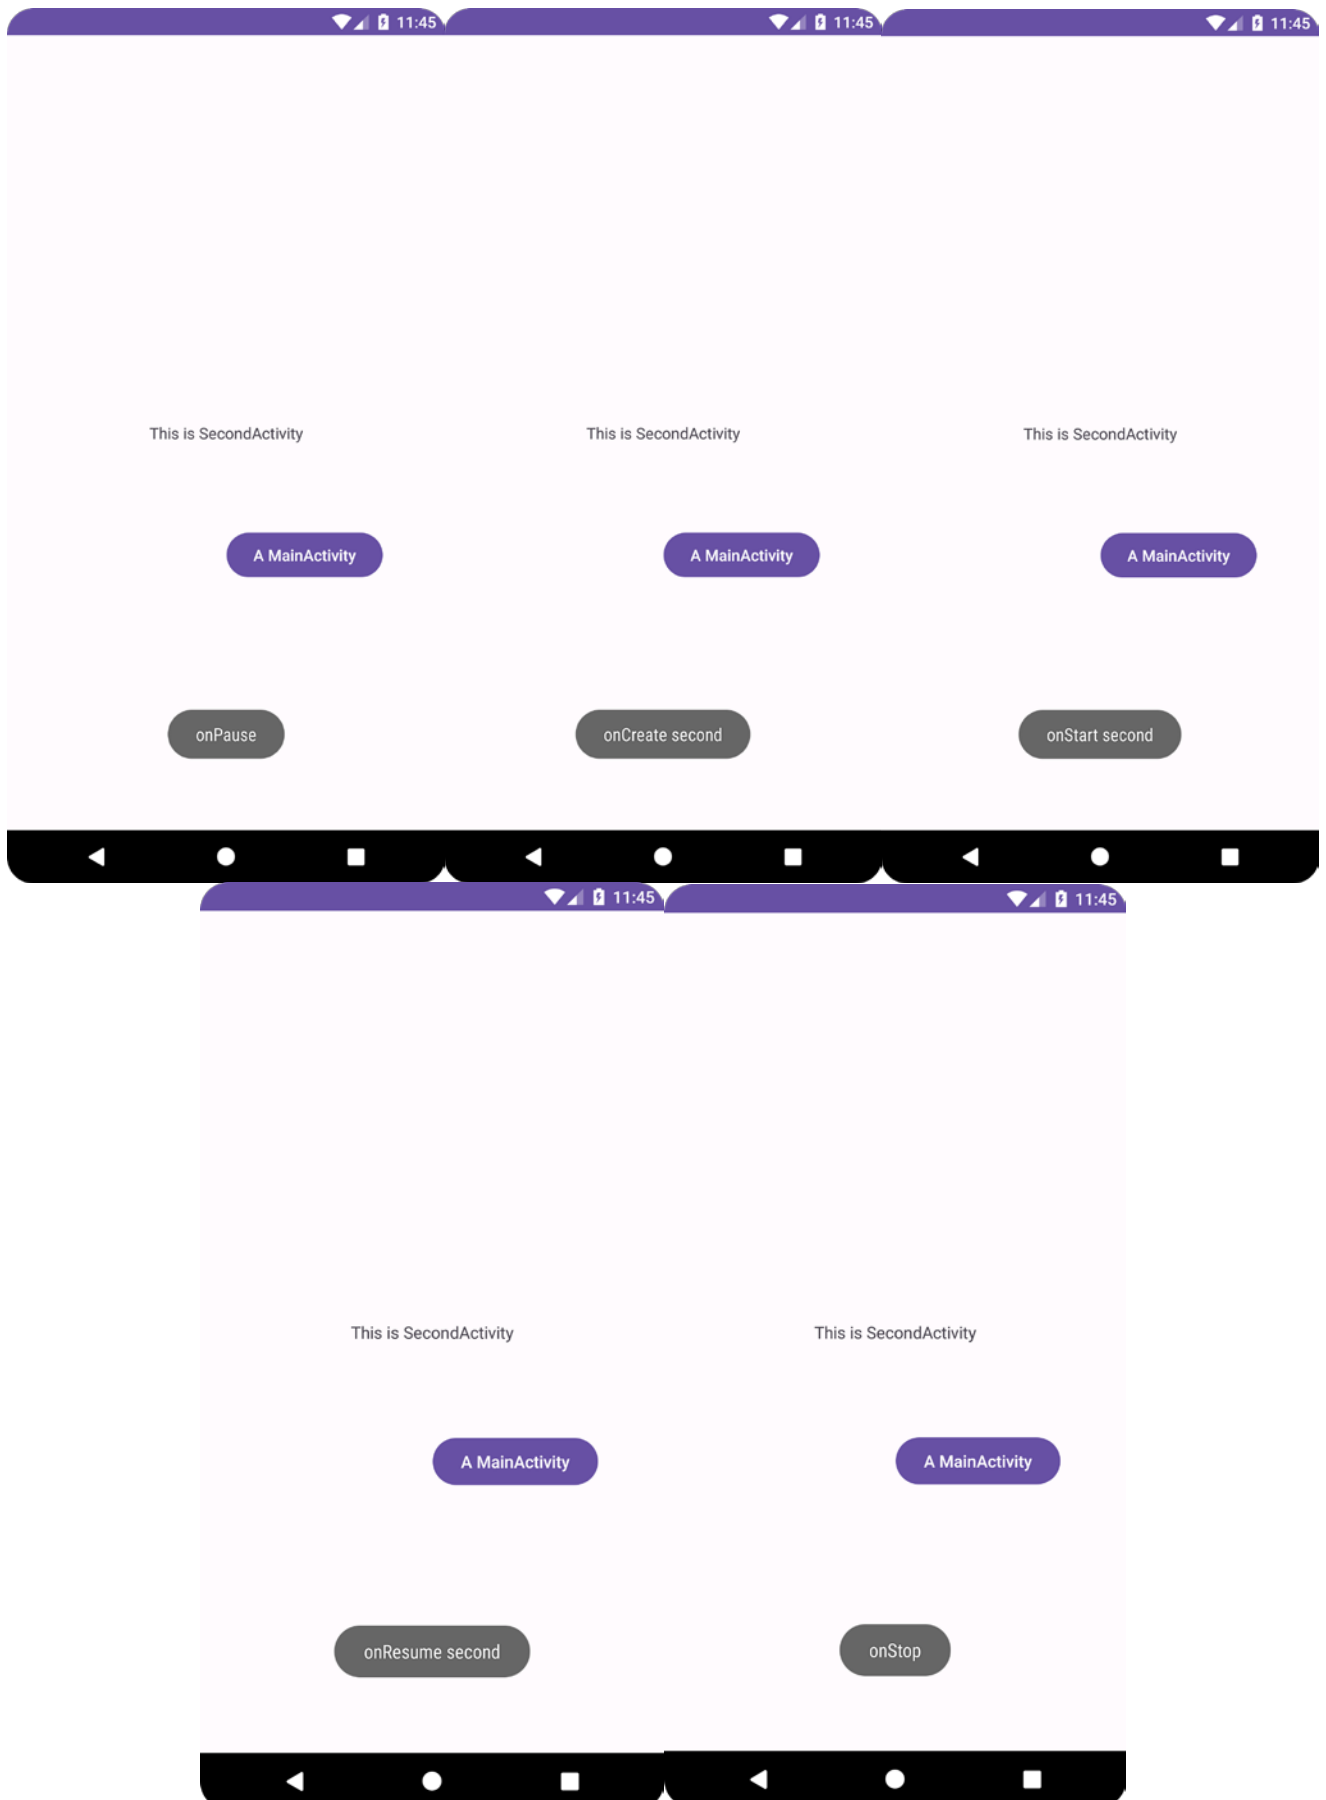 11:45
This is SecondActivity
A MainActivity
onPause
11:45
This is SecondActivity
A MainActivity
onCreate second
11:45
This is SecondActivity
A MainActivity
onStart second
11:45
This is SecondActivity
A MainActivity
onResume second
11:45
This is SecondActivity
A MainActivity
onStop